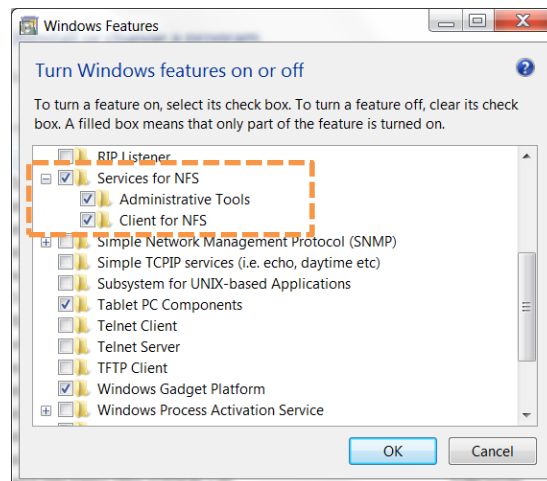 Windows Features
Turn Windows features on or off
To turn a feature on, select its check box. To turn a feature off, clear its check
box. A filled box means that only part of the feature is turned on.
RIP Listener
Services for NFS
Administrative Tools
Client for NFS
Simple Network Management Protocol (SNMP)
Simple TCPIP services (i.e. echo, daytime etc)
Subsystem for UNIX-based Applications
Tablet PC Components
Telnet Client
Telnet Server
TFTP Client
Windows Gadget Platform
Windows Process Activation Service
OK
Cancel